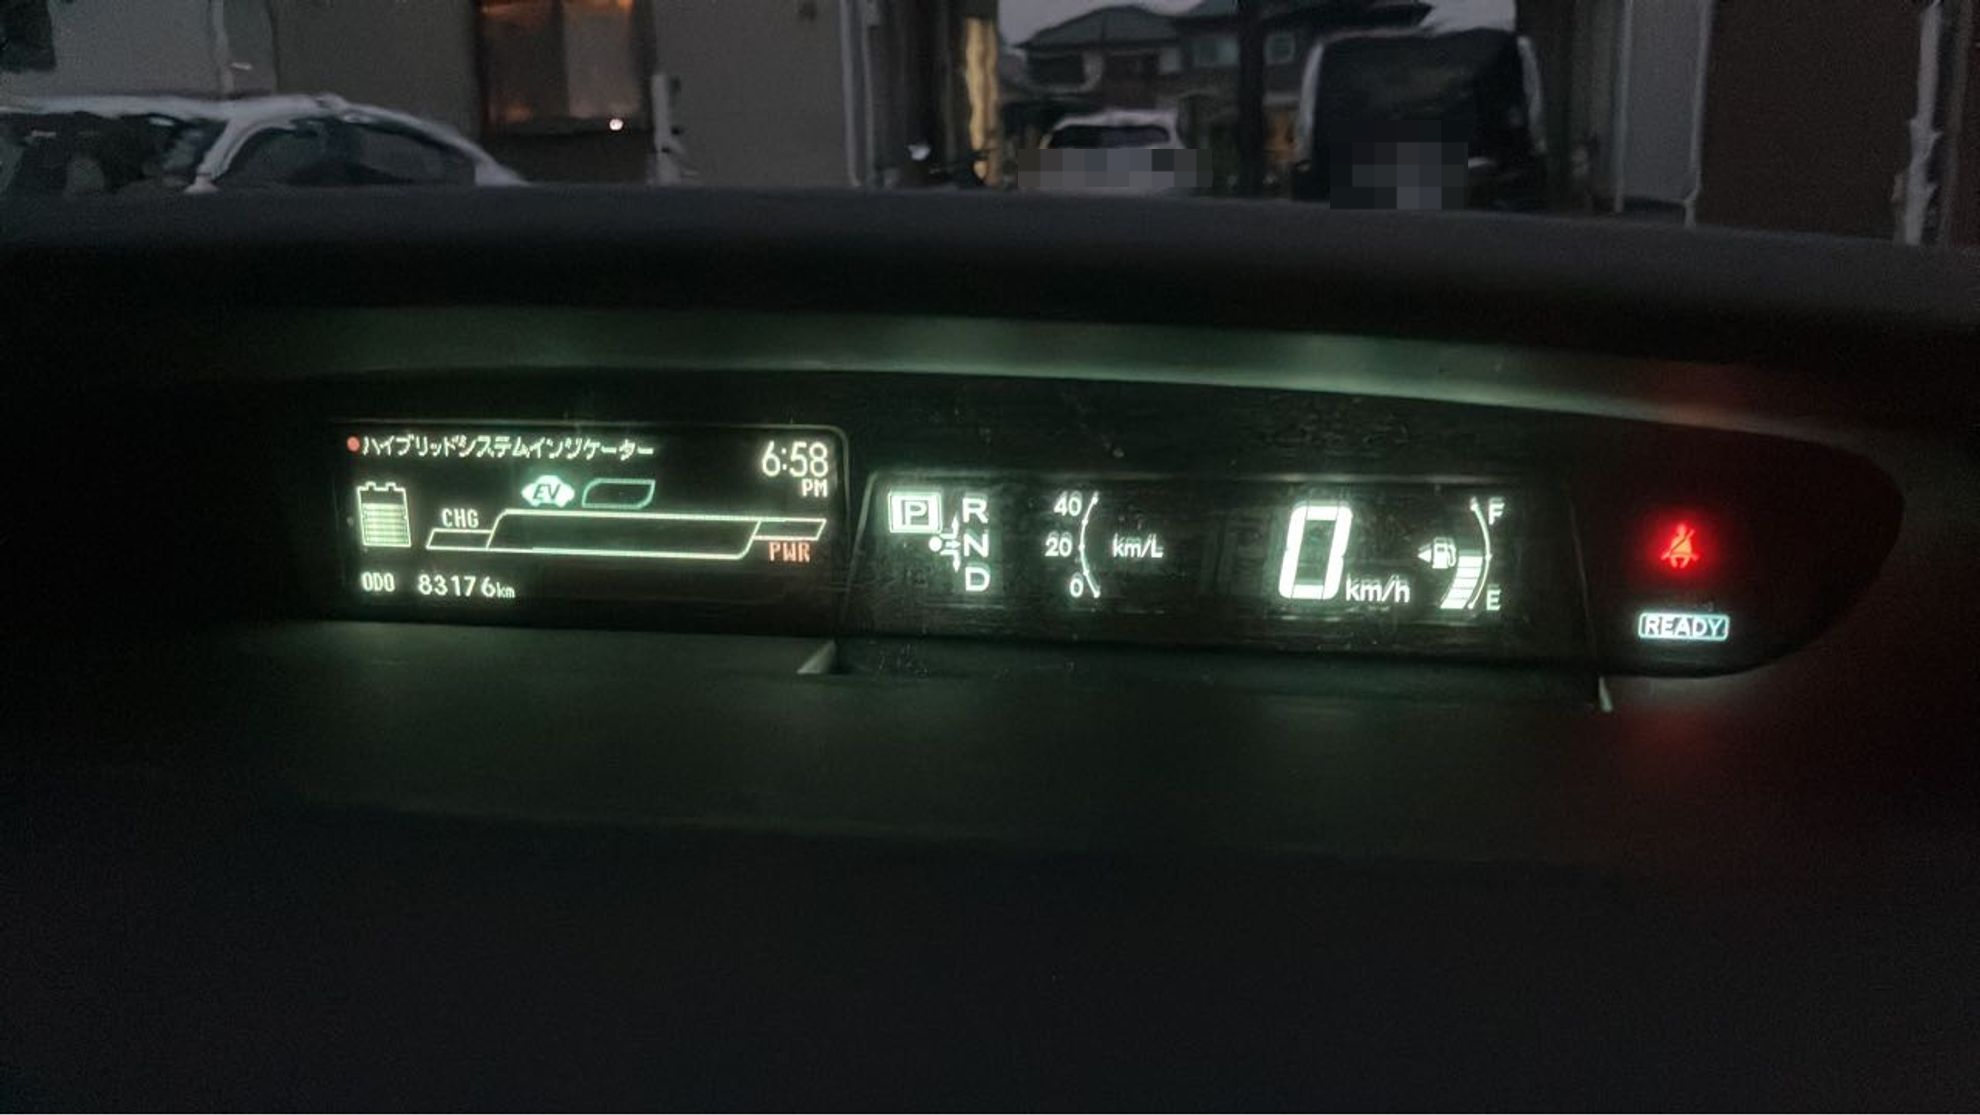 ハイブリッドシステムインジケーター
6:58
PM
EV
CHG
PWR
ODO 83176km
P
R
N
D
40
20
0
km/L
0 km/h
F
E
READY